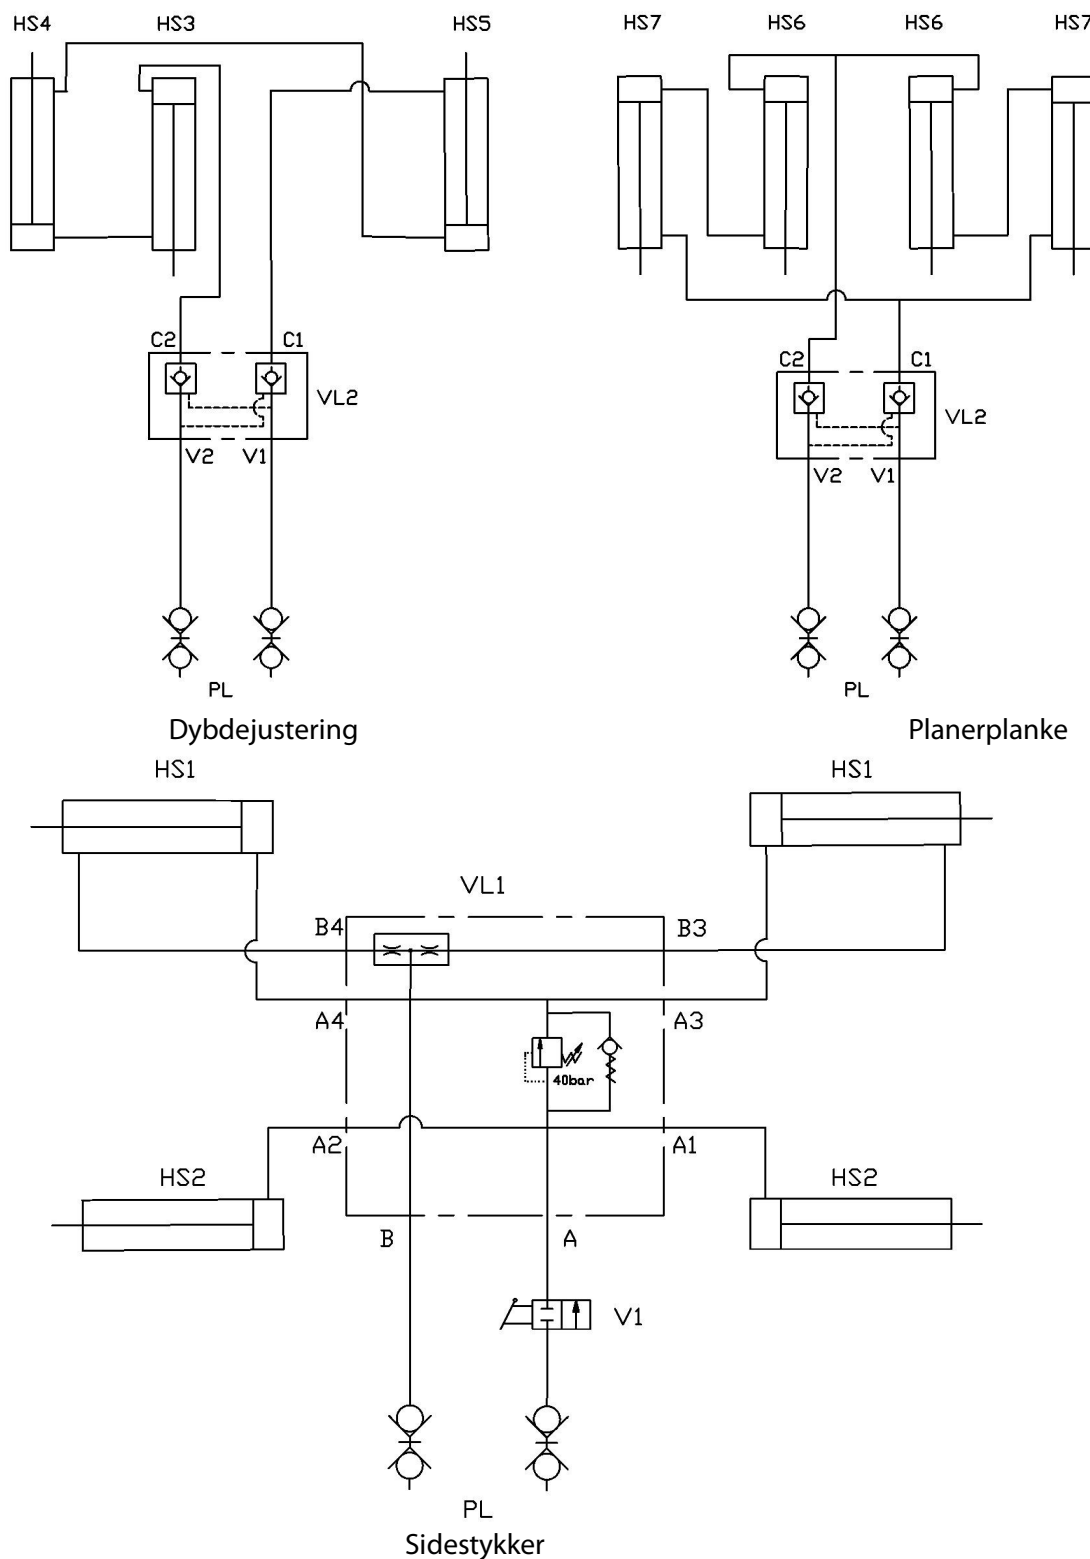 HS4 HS3 HS5
HS7 HS6 HS6 HS7
C2 C1
VL2
V2 V1
PL
Dybdejustering
C2 C1
VL2
V2 V1
PL
Planerplanke
HS1 HS1
VL1
B4 B3
A4 A3
40bar
A2 A1
HS2 HS2
B A
V1
PL
Sidestykker